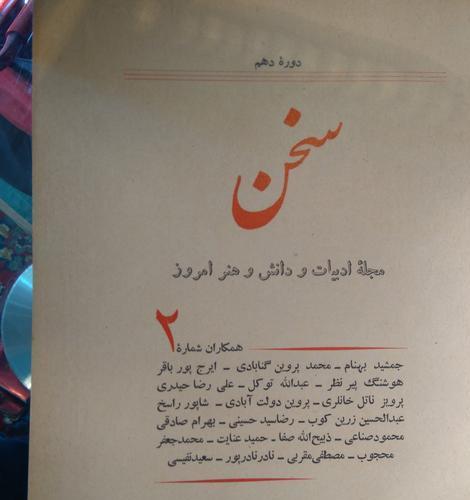 دورهٔ دهم
سخن
مجلهٔ ادبیات و دانش و هنر امروز
همکاران شمارهٔ ۲
جمشید بهنام – محمد پروین گنابادی – ایرج پور باقر
هوشنگ پیر نظر – عبدالله توکل – علی رضا حیدری
پرویز ناتل خانلری – پروین دولت آبادی – شاپور راسخ
عبدالحسین زرین کوب – رضا سید حسینی – بهرام صادقی
محمود صناعی – ذبیح‌الله صفا – حمید عنایت – محمد جعفر
محجوب – مصطفی مقربی – نادر نادرپور – سعید نفیسی